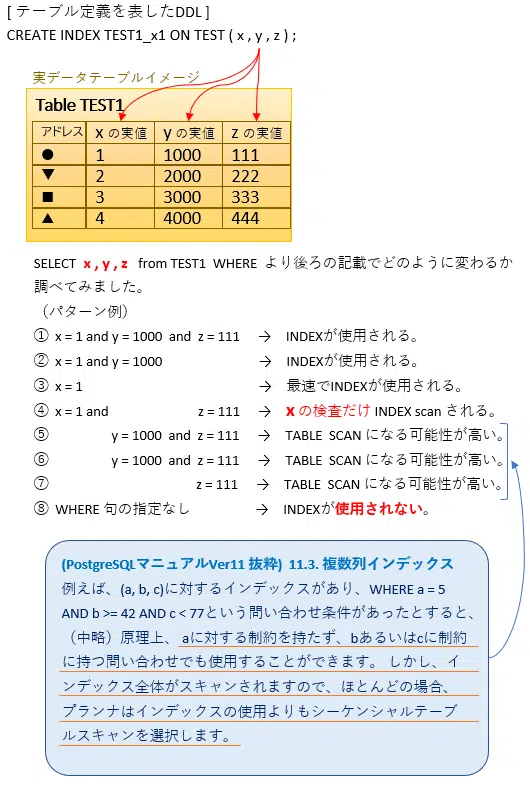 [ テーブル定義を表したDDL ]
CREATE INDEX TEST1_x1 ON TEST ( x , y , z ) ;
実データテーブルイメージ
Table TEST1
アドレス x の実値 y の実値 z の実値
● 1 1000 111
▼ 2 2000 222
■ 3 3000 333
▲ 4 4000 444
SELECT x , y , z from TEST1 WHERE より後ろの記載でどのように変わるか
調べてみました。
（パターン例）
① x = 1 and y = 1000 and z = 111 → INDEXが使用される。
② x = 1 and y = 1000 → INDEXが使用される。
③ x = 1 → 最速でINDEXが使用される。
④ x = 1 and z = 111 → x の検査だけ INDEX scan される。
⑤ y = 1000 and z = 111 → TABLE SCAN になる可能性が高い。
⑥ y = 1000 and z = 111 → TABLE SCAN になる可能性が高い。
⑦ z = 111 → TABLE SCAN になる可能性が高い。
⑧ WHERE 句の指定なし → INDEXが使用されない。
(PostgreSQLマニュアルVer11 抜粋) 11.3. 複数列インデックス
例えば、(a, b, c)に対するインデックスがあり、WHERE a = 5
AND b >= 42 AND c < 77という問い合わせ条件があったとすると、
（中略）原理上、 aに対する制約を持たず、bあるいはcに制約
に持つ問い合わせでも使用することができます。 しかし、イ
ンデックス全体がスキャンされますので、ほとんどの場合、
プランナはインデックスの使用よりもシーケンシャルテーブ
ルスキャンを選択します。